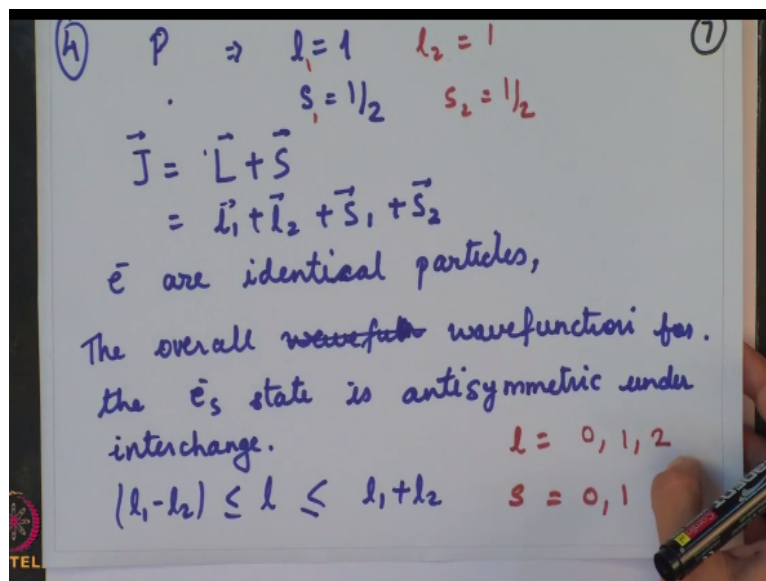 4 P ⇒ l₁ = 1 l₂ = 1 7
. s₁ = 1/2 s₂ = 1/2
J⃗ = L⃗ + S⃗
= l⃗₁ + l⃗₂ + s⃗₁ + s⃗₂
ē are identical particles,
The overall wavefun wavefunction for.
the ēs state is antisymmetric under
interchange. l = 0, 1, 2
(l₁-l₂) ≤ l ≤ l₁+l₂ s = 0, 1
TEL